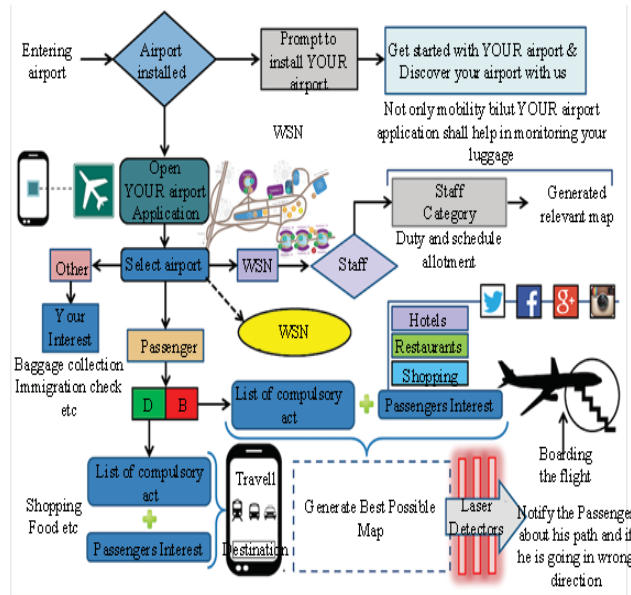 Entering
airport
Airport
installed
Prompt to
install YOUR
airport
Get started with YOUR airport &
Discover your airport with us
Not only mobility bilut YOUR airport
application shall help in monitoring your
luggage
WSN
Open
YOUR airport
Application
Staff
Category
Generated
relevant map
Duty and schedule
allotment
Other
Select airport
WSN
Staff
Your
Interest
WSN
Hotels
Restaurants
Shopping
Baggage collection
Immigration check
etc
Passenger
D
B
List of compulsory
act
Passengers Interest
Boarding
the flight
List of compulsory
act
Shopping
Food etc
Passengers Interest
Travell
Destination
Generate Best Possible
Map
Laser
Detectors
Notify the Passenger
about his path and if
he is going in wrong
direction